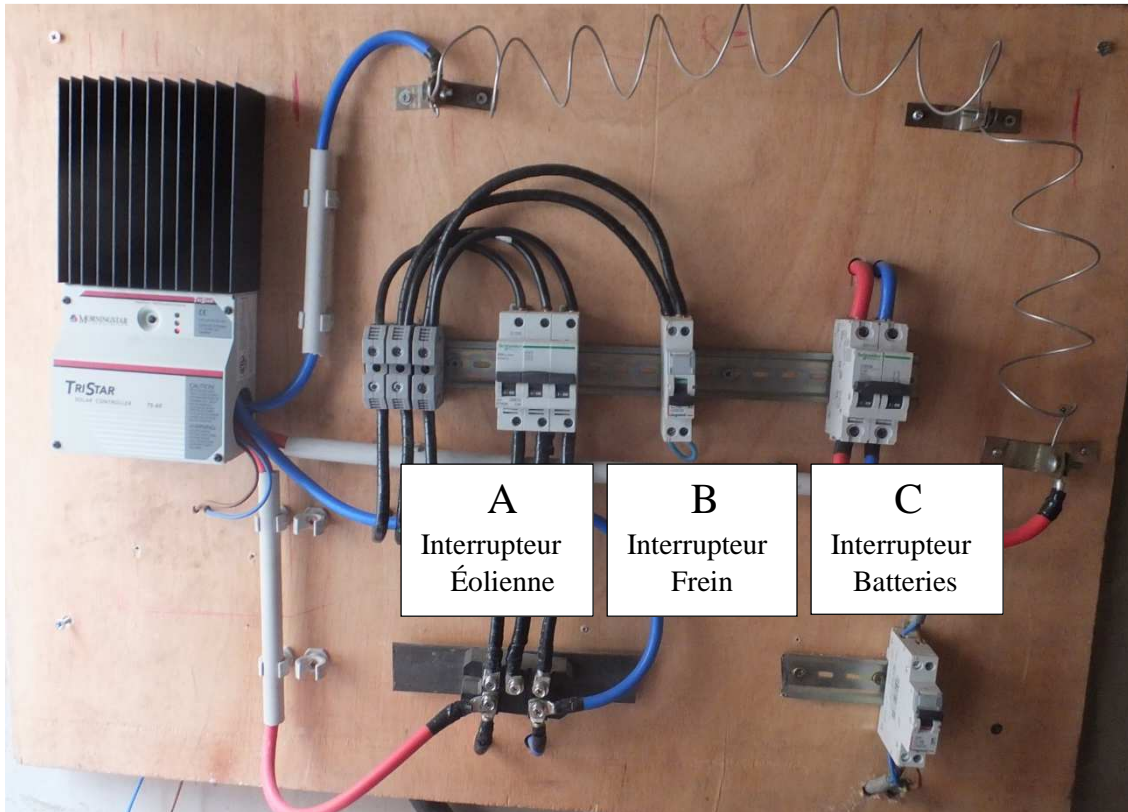 MORNINGSTAR
TRISTAR
SOLAR CONTROLLER
A
Interrupteur
Éolienne
B
Interrupteur
Frein
C
Interrupteur
Batteries